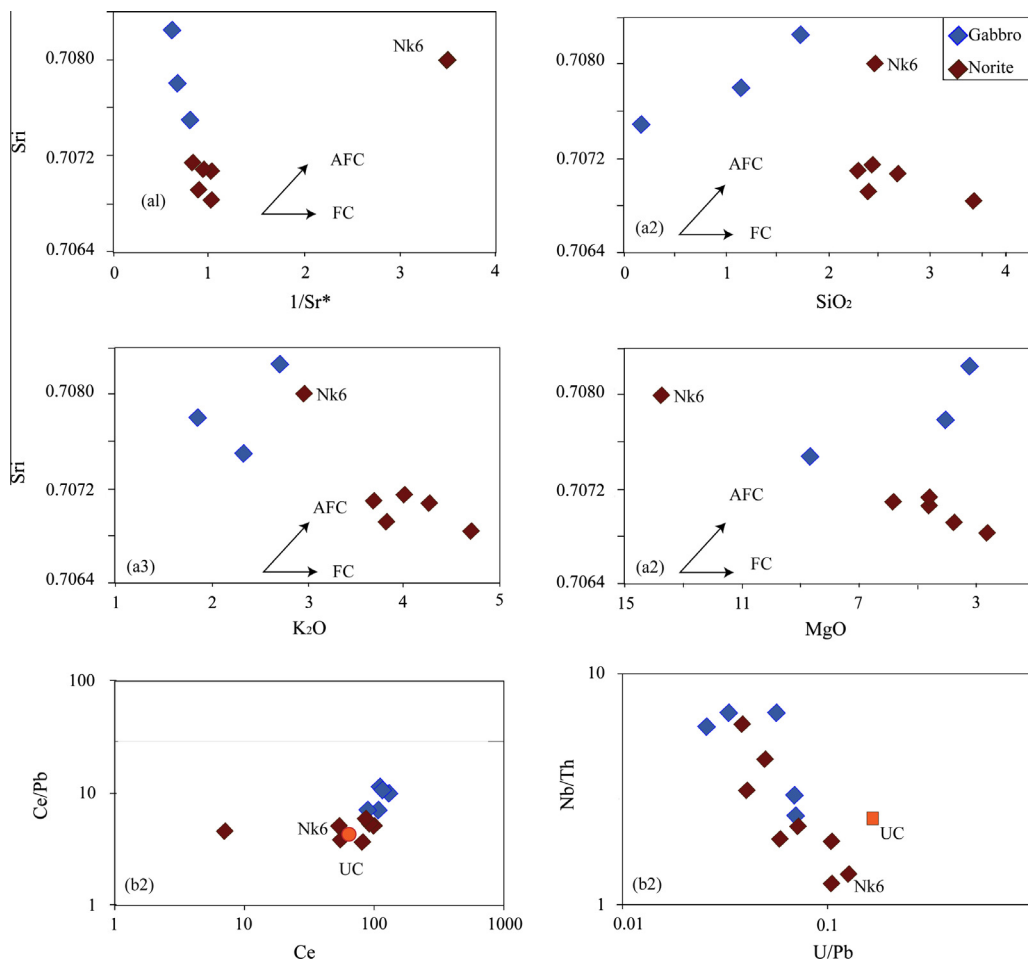 Sri
0.7080
0.7072
0.7064
Nk6
AFC
FC
(al)
0 1 2 3 4
1/Sr*
0.7080
0.7072
0.7064
Gabbro
Norite
Nk6
AFC
FC
(a2)
0 1 2 3 4
SiO₂
Sri
0.7080
0.7072
0.7064
Nk6
AFC
FC
(a3)
1 2 3 4 5
K₂O
0.7080
0.7072
0.7064
Nk6
AFC
FC
(a2)
15 11 7 3
MgO
Ce/Pb
100
10
1
Nk6
UC
(b2)
1 10 100 1000
Ce
Nb/Th
10
1
UC
Nk6
(b2)
0.01 0.1
U/Pb